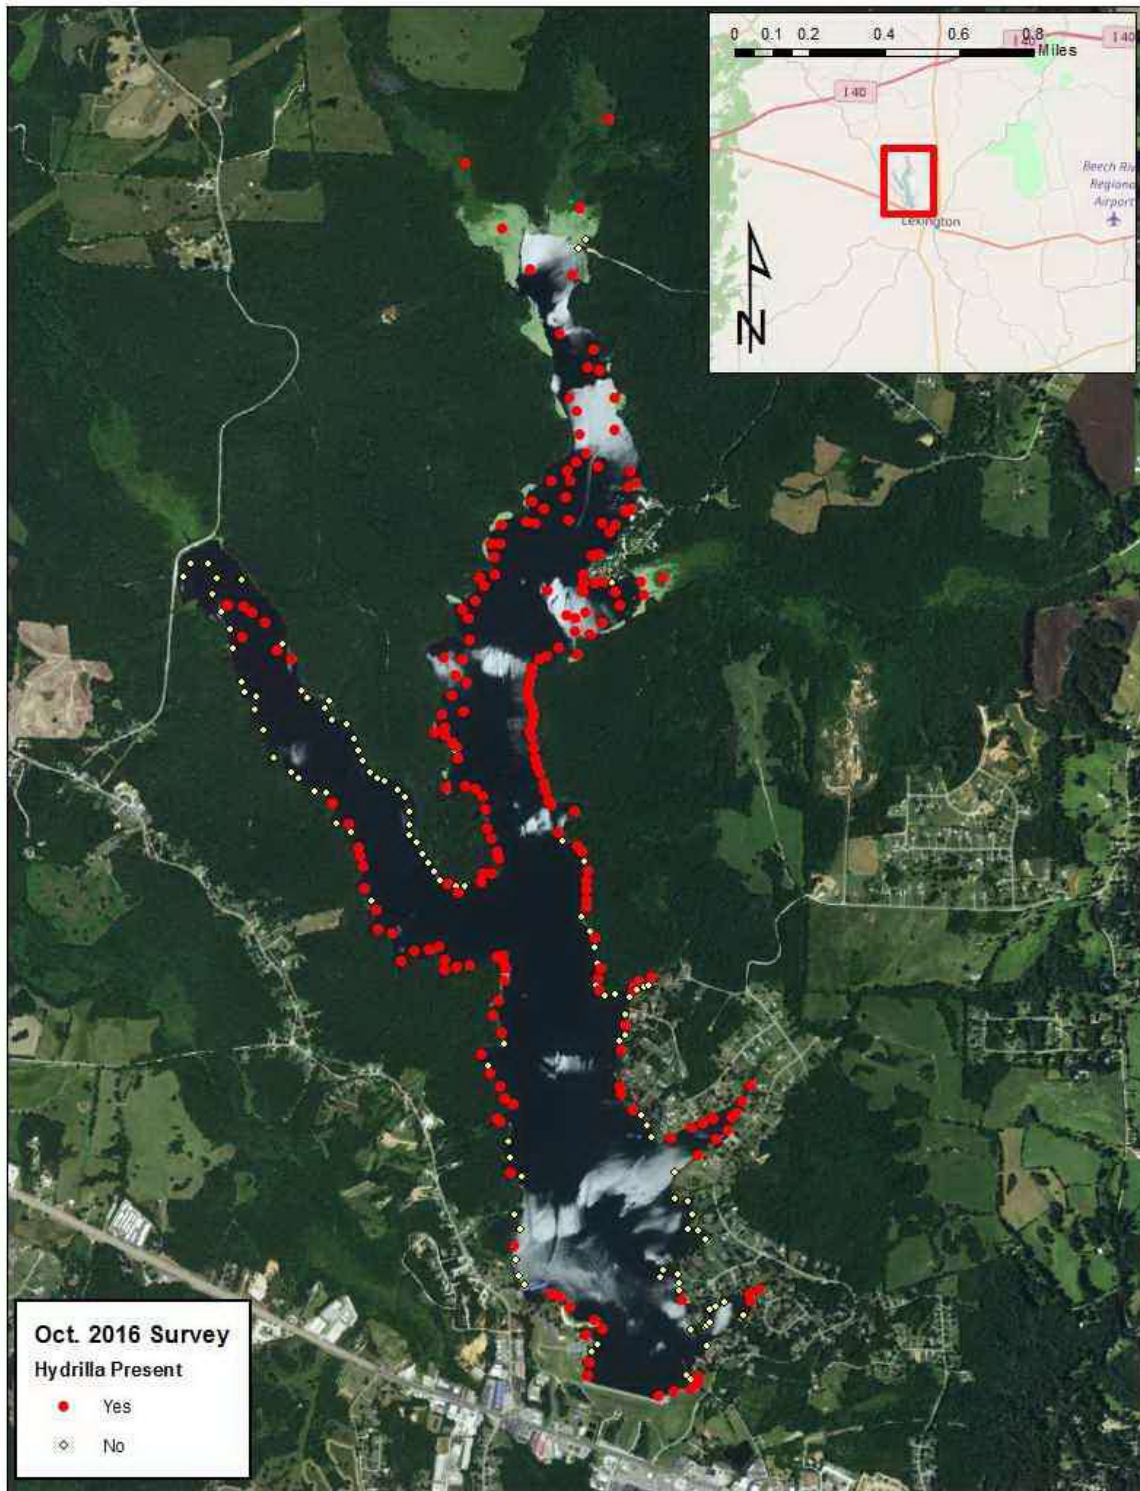 0 0.1 0.2 0.4 0.6 0.8
Miles
I 40
I 40
I 40
Beech Riv
Regiona
Airport
Lexington
N
Oct. 2016 Survey
Hydrilla Present
Yes
No